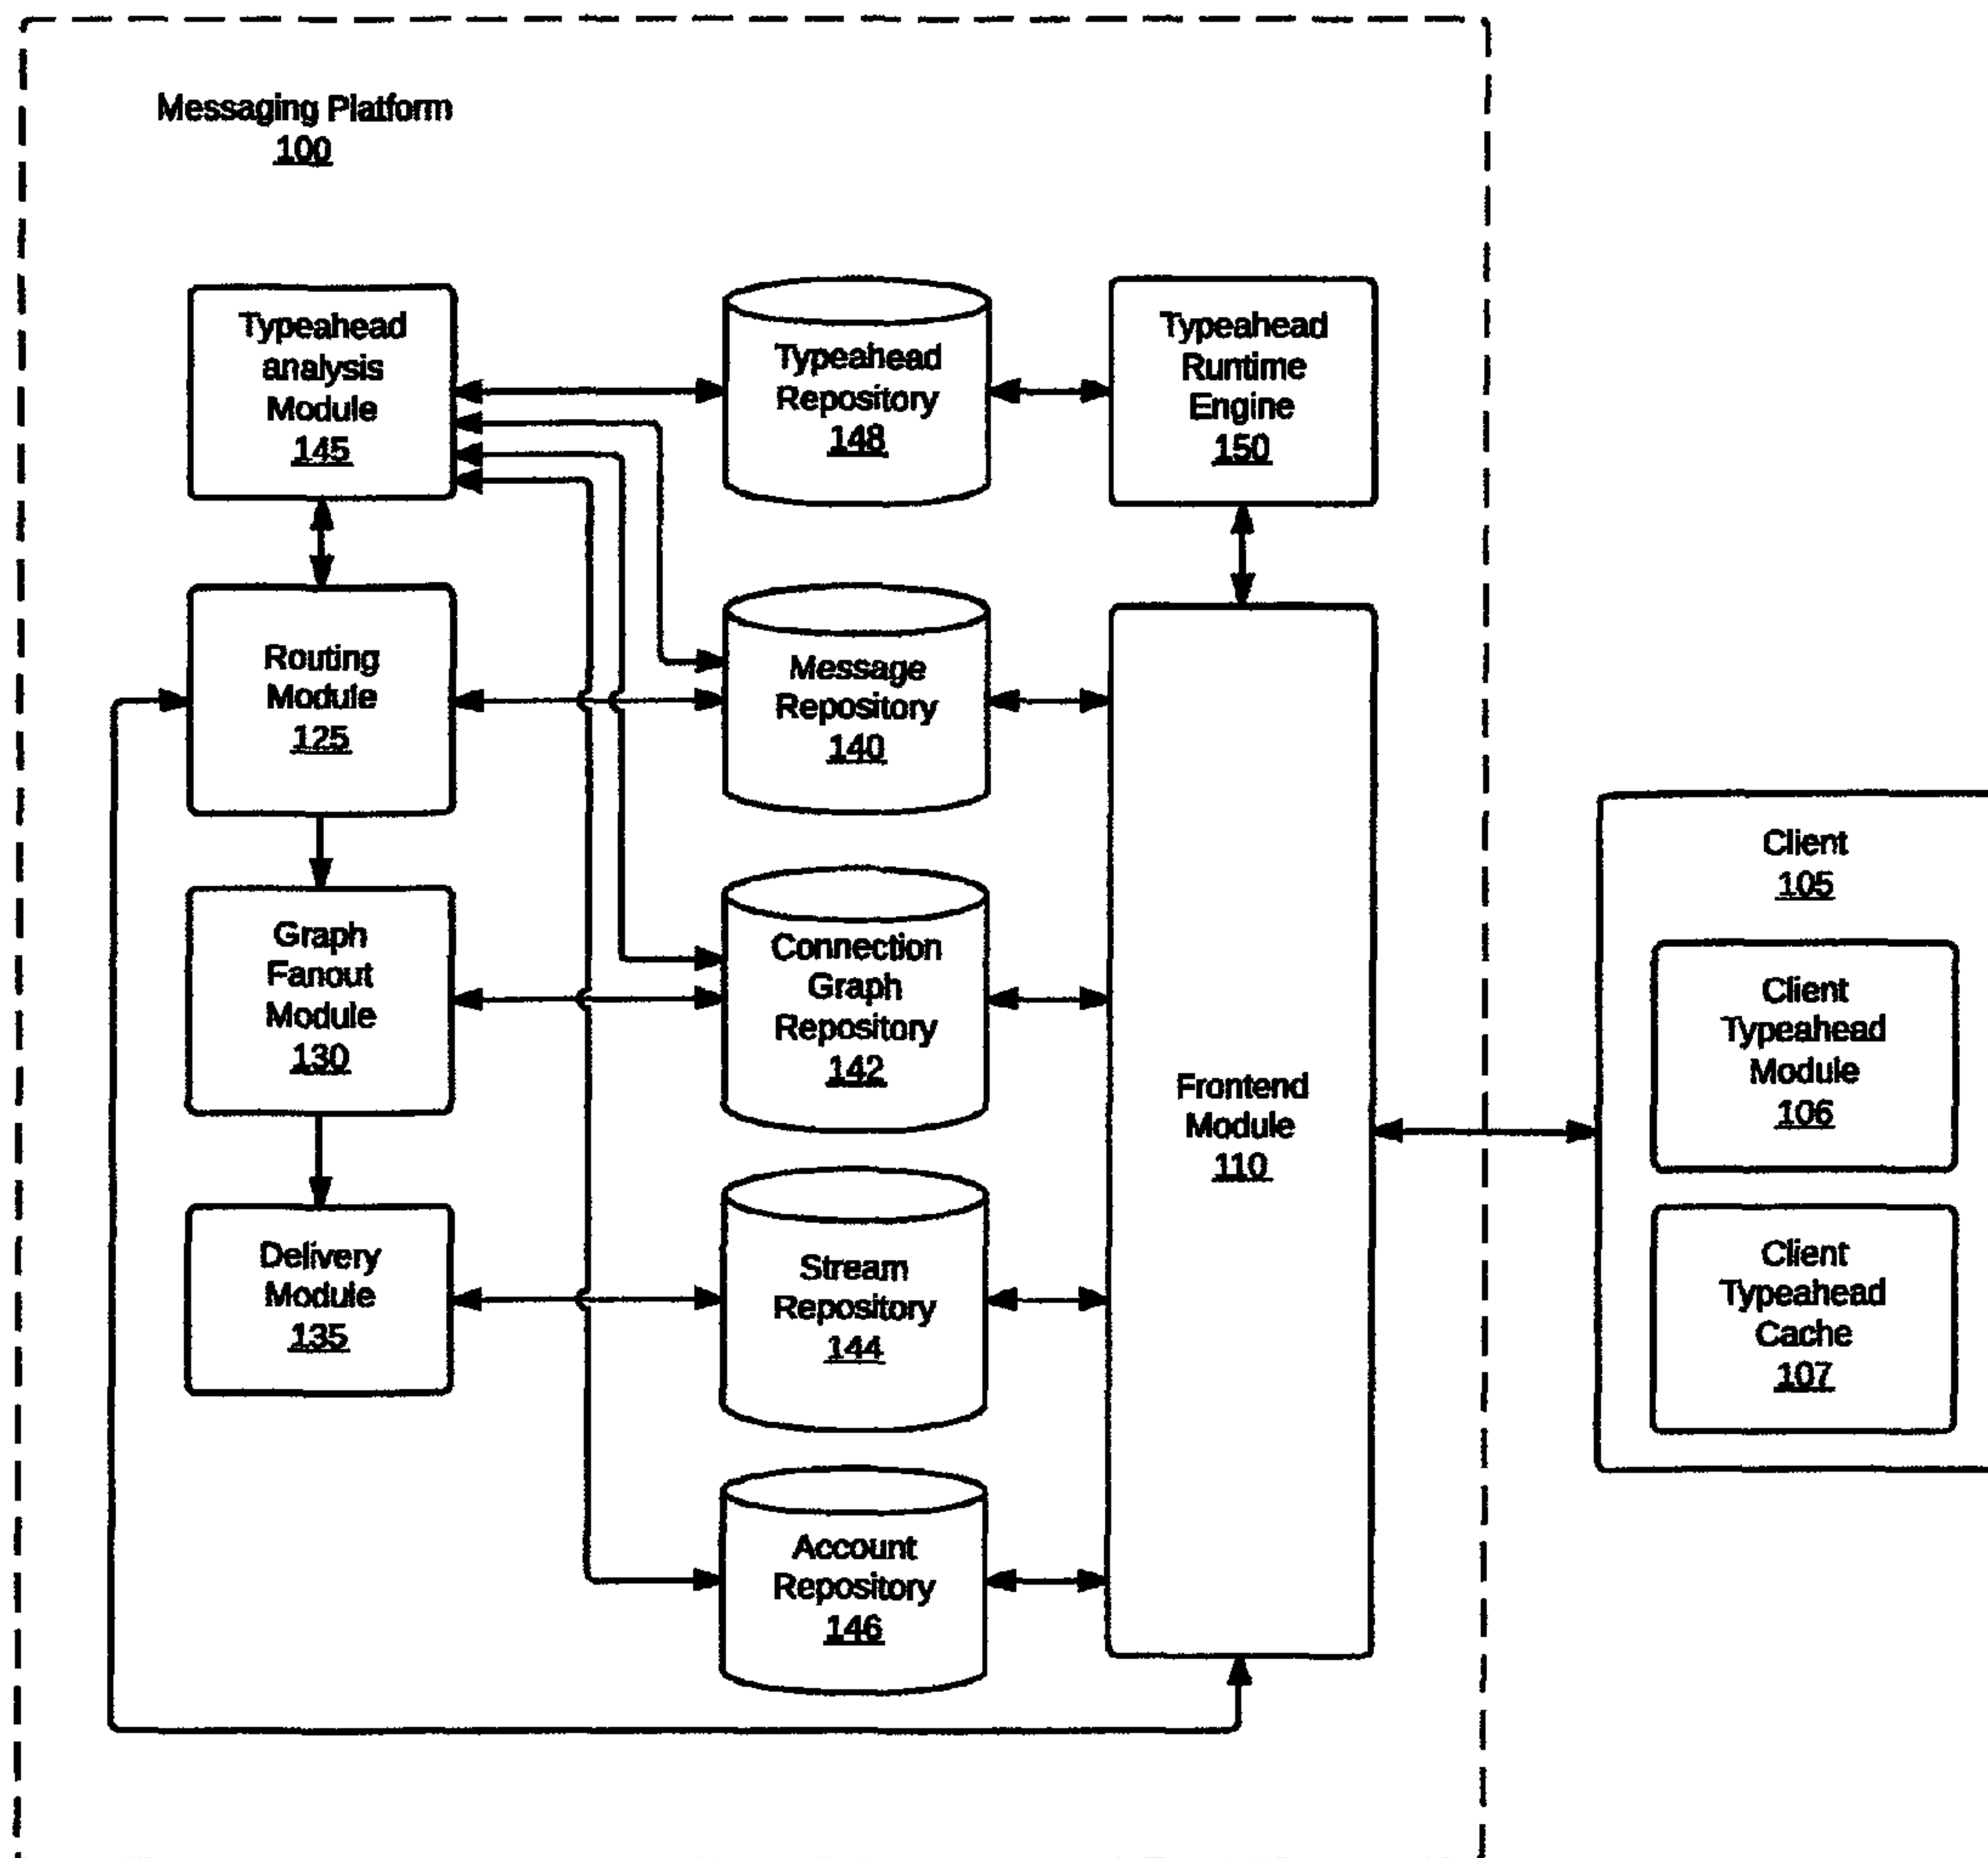 Messaging Platform
100
Typeahead
analysis
Module
145
Typeahead
Repository
148
Typeahead
Runtime
Engine
150
Routing
Module
125
Message
Repository
140
Graph
Fanout
Module
130
Connection
Graph
Repository
142
Frontend
Module
110
Delivery
Module
135
Stream
Repository
144
Account
Repository
146
Client
105
Client
Typeahead
Module
106
Client
Typeahead
Cache
107